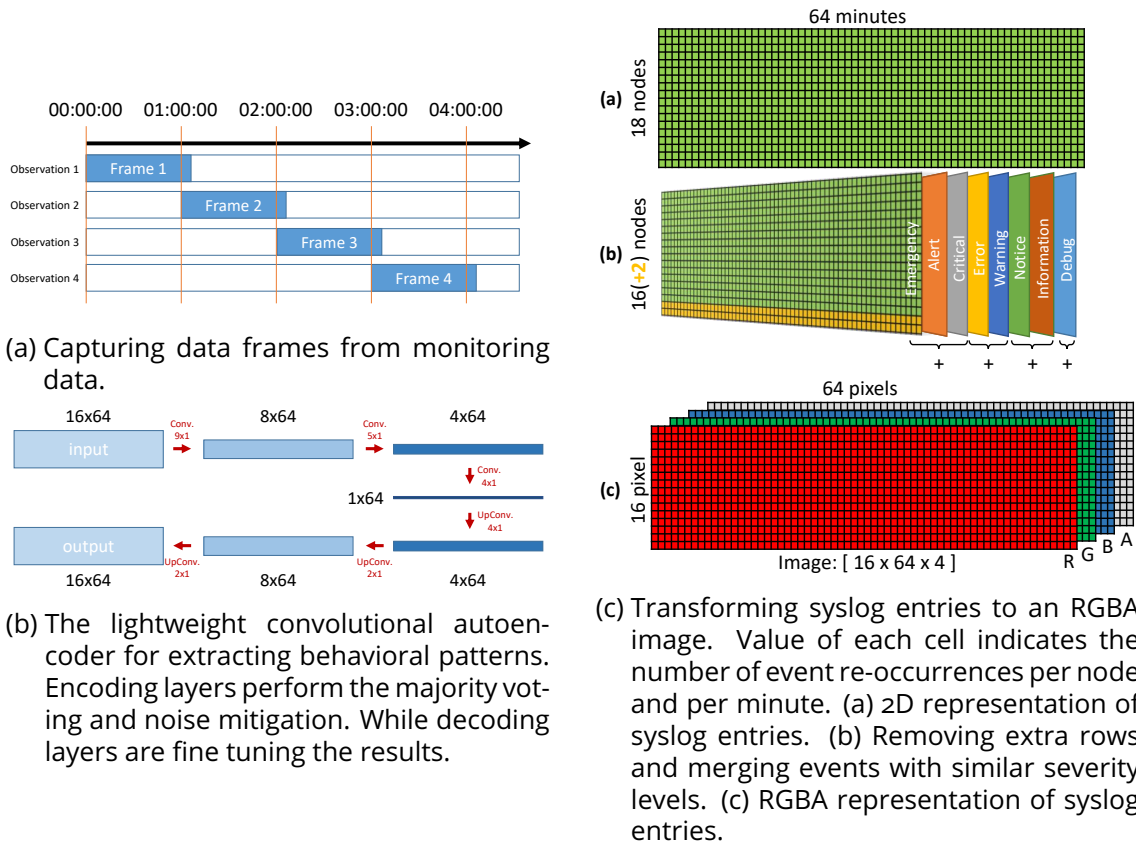 00:00:00 01:00:00 02:00:00 03:00:00 04:00:00
Observation 1 Frame 1
Observation 2 Frame 2
Observation 3 Frame 3
Observation 4 Frame 4
(a) Capturing data frames from monitoring
data.
16x64 8x64 4x64
input
Conv.
9x1
Conv.
5x1
Conv.
4x1
1x64
UpConv.
4x1
output
UpConv.
2x1
UpConv.
2x1
16x64 8x64 4x64
(b) The lightweight convolutional autoen-
coder for extracting behavioral patterns.
Encoding layers perform the majority vot-
ing and noise mitigation. While decoding
layers are fine tuning the results.
64 minutes
(a)
18 nodes
(b)
16(+2) nodes
Emergency
Alert
Critical
Error
Warning
Notice
Information
Debug
+ + + +
64 pixels
(c)
16 pixel
Image: [ 16 x 64 x 4 ]
R G B A
(c) Transforming syslog entries to an RGBA
image. Value of each cell indicates the
number of event re-occurrences per node
and per minute. (a) 2D representation of
syslog entries. (b) Removing extra rows
and merging events with similar severity
levels. (c) RGBA representation of syslog
entries.